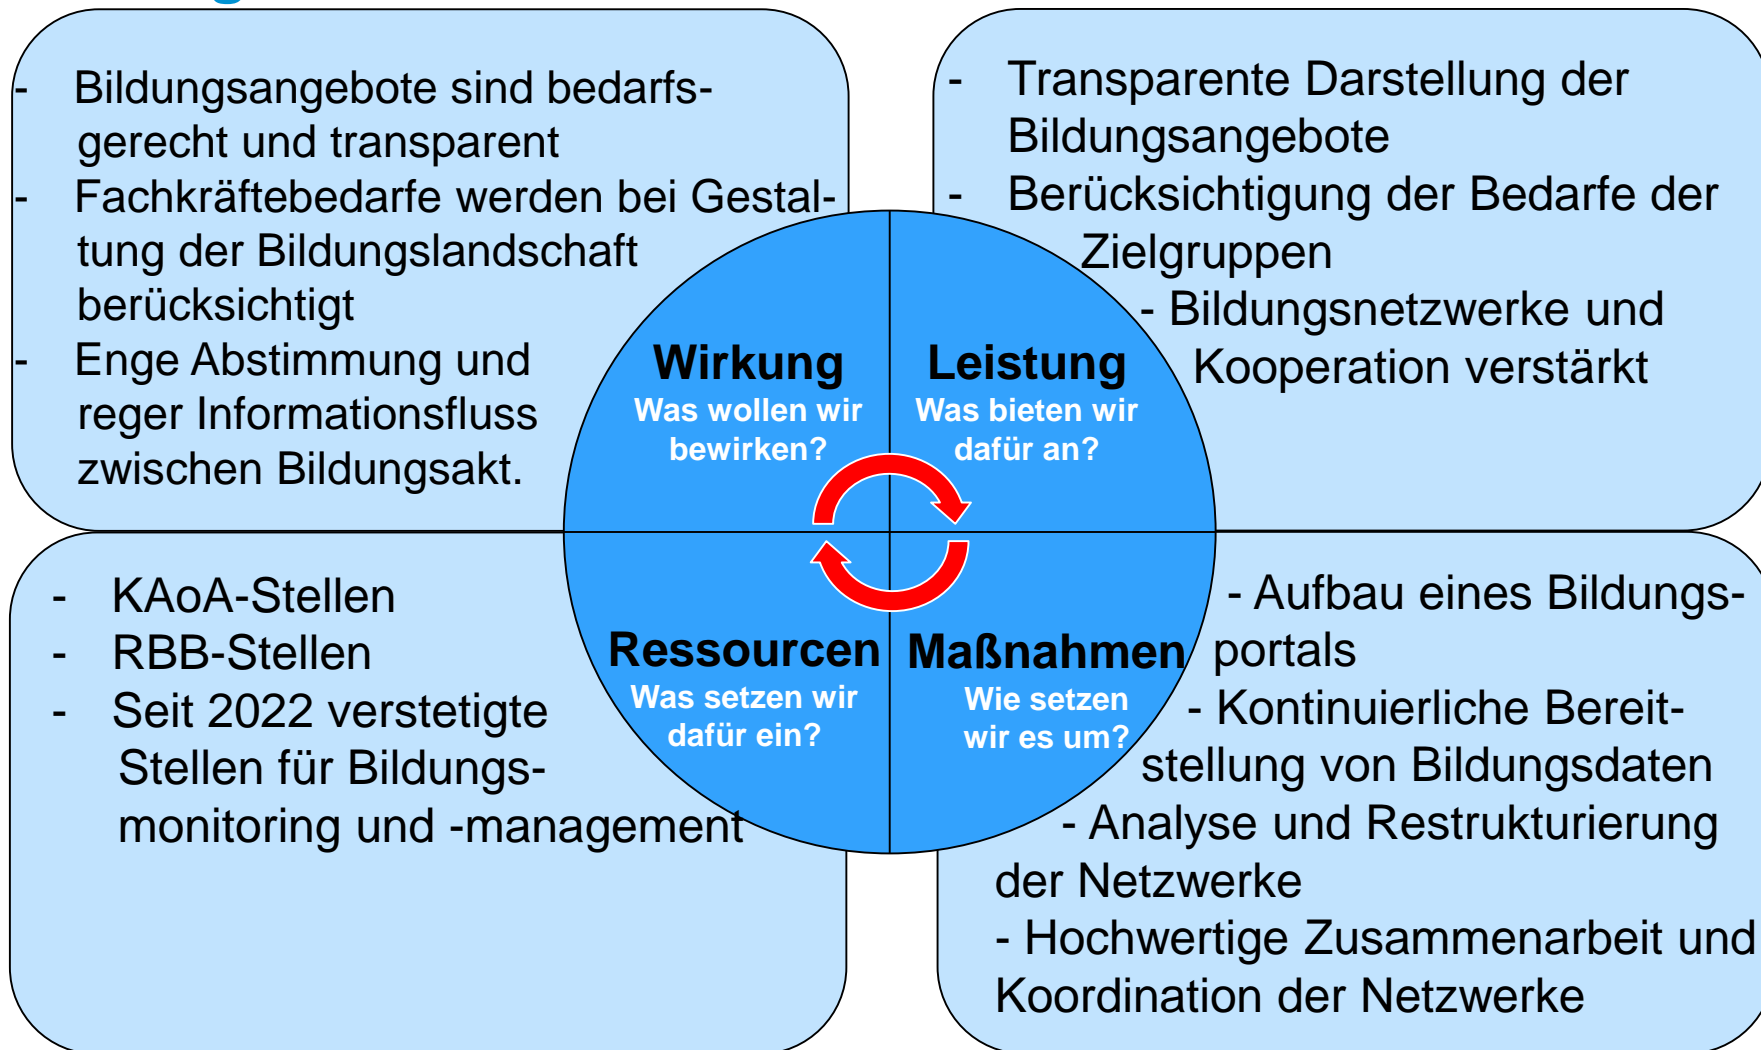 - Bildungsangebote sind bedarfs-
gerecht und transparent
- Fachkräftebedarfe werden bei Gestal-
tung der Bildungslandschaft
berücksichtigt
- Enge Abstimmung und
reger Informationsfluss
zwischen Bildungsakt.
- Transparente Darstellung der
Bildungsangebote
- Berücksichtigung der Bedarfe der
Zielgruppen
- Bildungsnetzwerke und
Kooperation verstärkt
Wirkung
Was wollen wir
bewirken?
Leistung
Was bieten wir
dafür an?
Ressourcen
Was setzen wir
dafür ein?
Maßnahmen
Wie setzen
wir es um?
- KAoA-Stellen
- RBB-Stellen
- Seit 2022 verstetigte
Stellen für Bildungs-
monitoring und -management
- Aufbau eines Bildungs-
portals
- Kontinuierliche Bereit-
stellung von Bildungsdaten
- Analyse und Restrukturierung
der Netzwerke
- Hochwertige Zusammenarbeit und
Koordination der Netzwerke